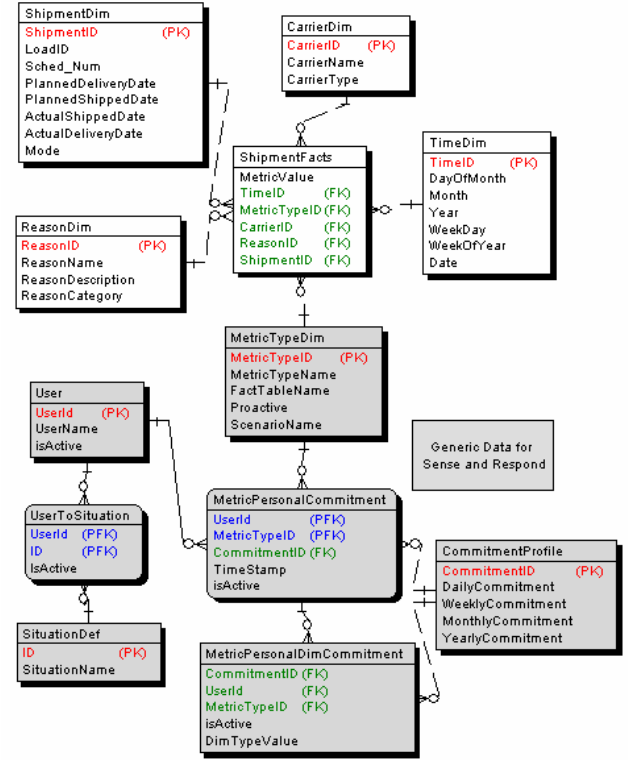 ShipmentDim
ShipmentID (PK)
LoadID
Sched_Num
PlannedDeliveryDate
PlannedShippedDate
ActualShippedDate
ActualDeliveryDate
Mode
CarrierDim
CarrierID (PK)
CarrierName
CarrierType
ShipmentFacts
MetricValue
TimeID (FK)
MetricTypeID (FK)
CarrierID (FK)
ReasonID (FK)
ShipmentID (FK)
TimeDim
TimeID (PK)
DayOfMonth
Month
Year
WeekDay
WeekOfYear
Date
ReasonDim
ReasonID (PK)
ReasonName
ReasonDescription
ReasonCategory
MetricTypeDim
MetricTypeID (PK)
MetricTypeName
FactTableName
Proactive
ScenarioName
User
UserId (PK)
UserName
isActive
Generic Data for
Sense and Respond
UserToSituation
UserId (PFK)
ID (PFK)
IsActive
MetricPersonalCommitment
UserId (PFK)
MetricTypeID (PFK)
CommitmentID (FK)
TimeStamp
isActive
CommitmentProfile
CommitmentID (PK)
DailyCommitment
WeeklyCommitment
MonthlyCommitment
YearlyCommitment
SituationDef
ID (PK)
SituationName
MetricPersonalDimCommitment
CommitmentID (FK)
UserId (FK)
MetricTypeID (FK)
isActive
DimTypeValue